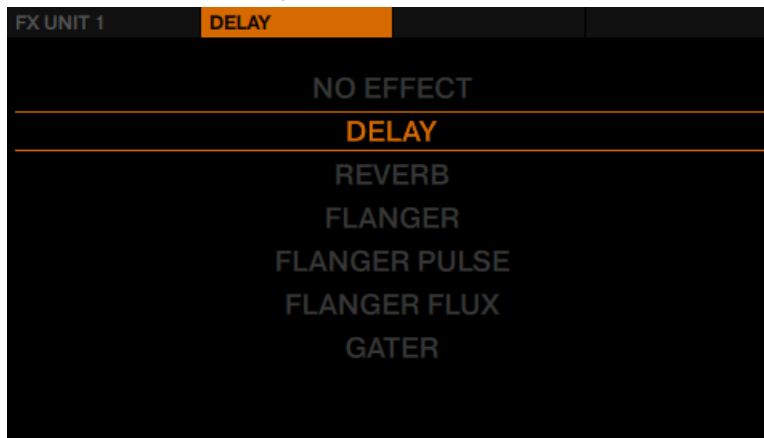 FX UNIT 1 DELAY
NO EFFECT
DELAY
REVERB
FLANGER
FLANGER PULSE
FLANGER FLUX
GATER